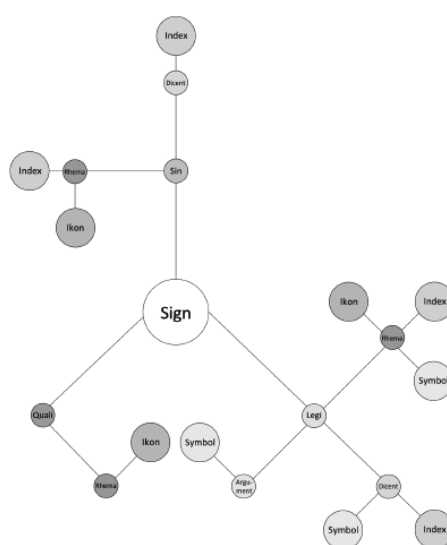 Index
Dicent
Index
Rhema
Sin
Ikon
Sign
Ikon
Index
Rhema
Symbol
Quali
Legi
Ikon
Symbol
Rhema
Argu-
ment
Dicent
Symbol
Index